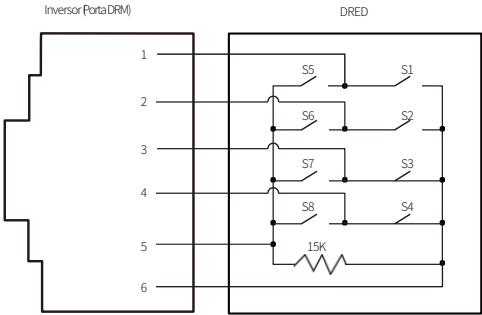 Inversor (Porta DRM)
DRED
1
S5
S1
2
S6
S2
3
S7
S3
4
S8
S4
5
15K
6